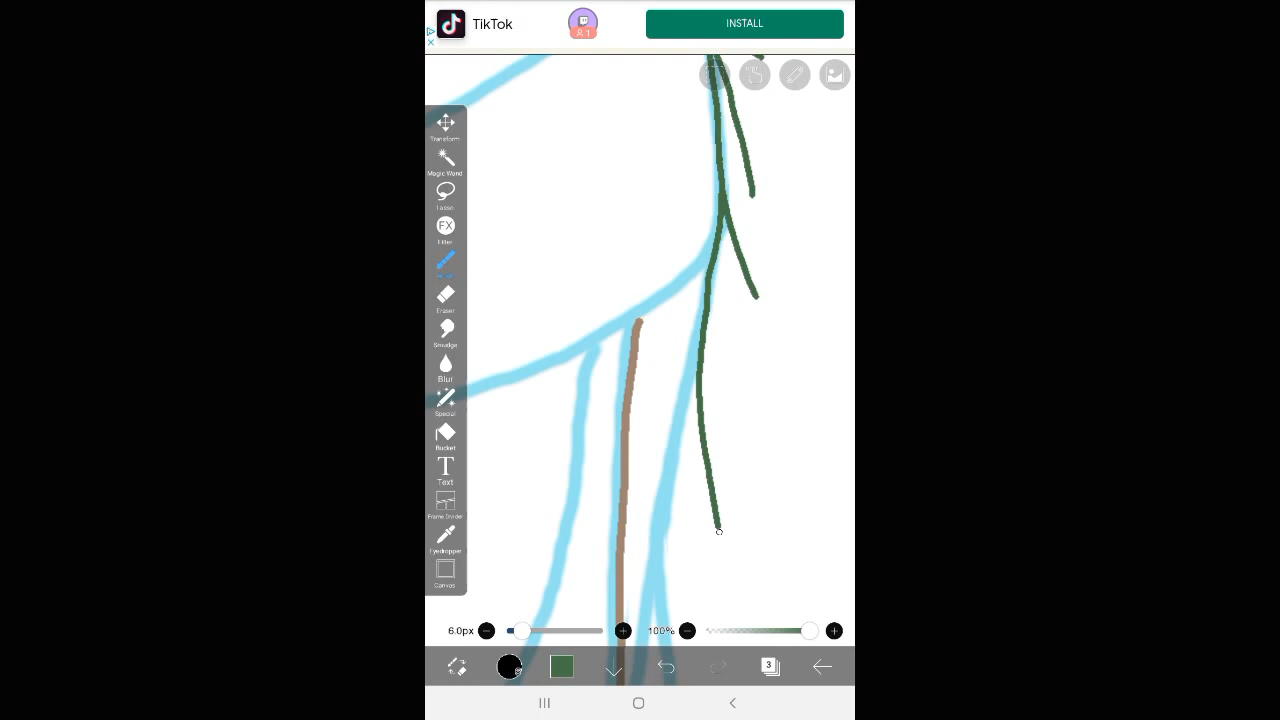 TikTok
1
INSTALL
Transform
Magic Wand
Lasso
FX
Filter
Eraser
Smudge
Blur
Special
Bucket
T
Text
Frame Divider
Eyedropper
Canvas
6.0px
100%
3